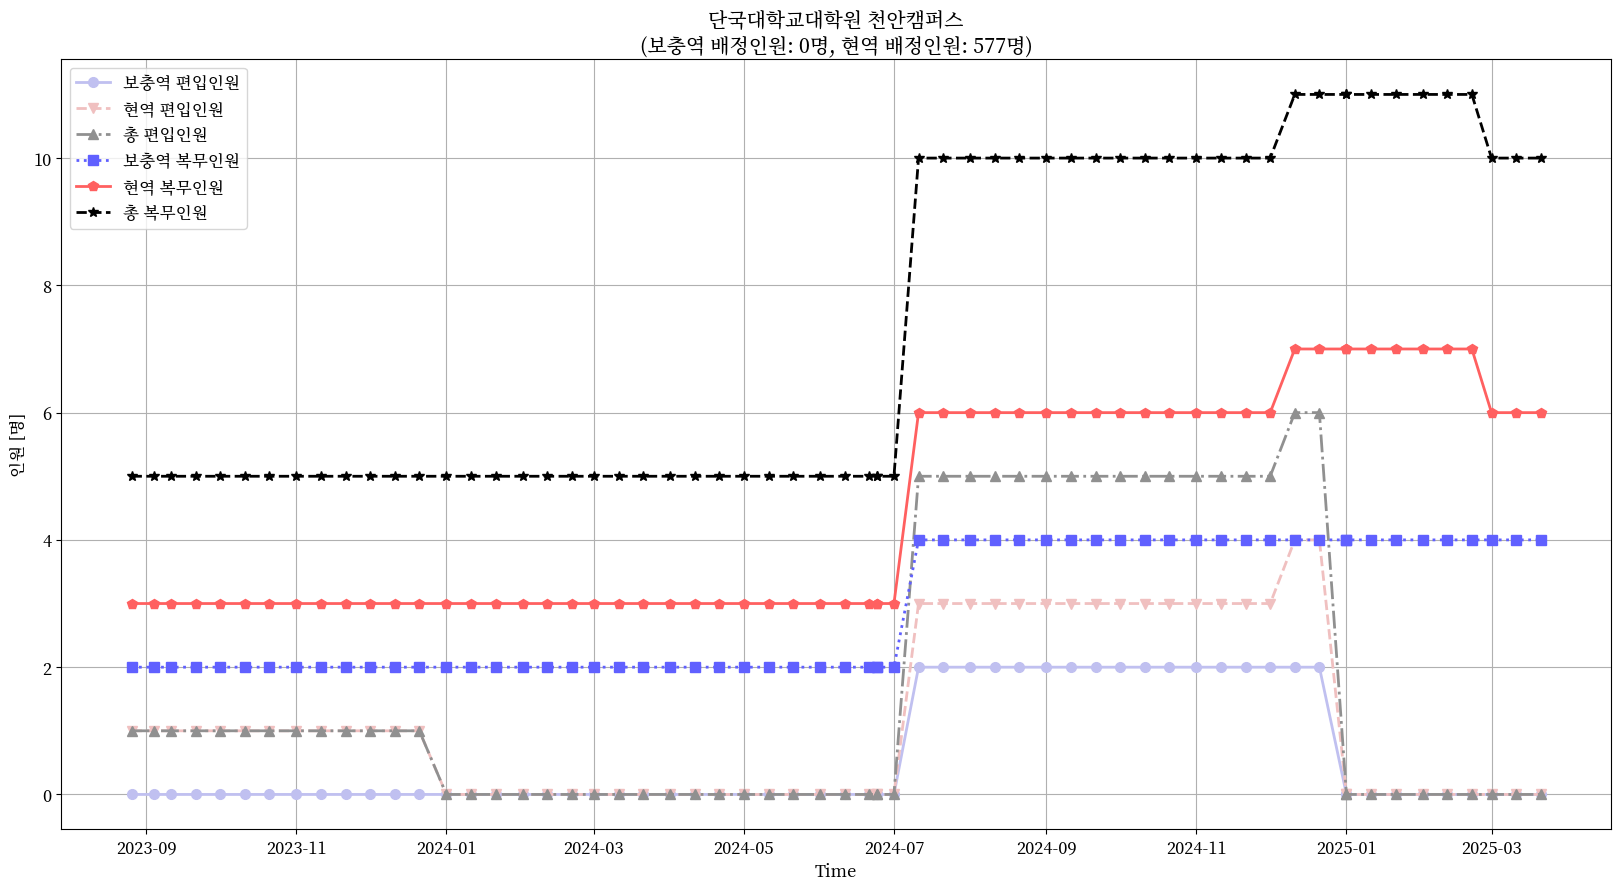 단국대학교대학원 천안캠퍼스
(보충역 배정인원: 0명, 현역 배정인원: 577명)
보충역 편입인원
현역 편입인원
총 편입인원
보충역 복무인원
현역 복무인원
총 복무인원
인원 [명]
10
8
6
4
2
0
2023-09
2023-11
2024-01
2024-03
2024-05
2024-07
2024-09
2024-11
2025-01
2025-03
Time